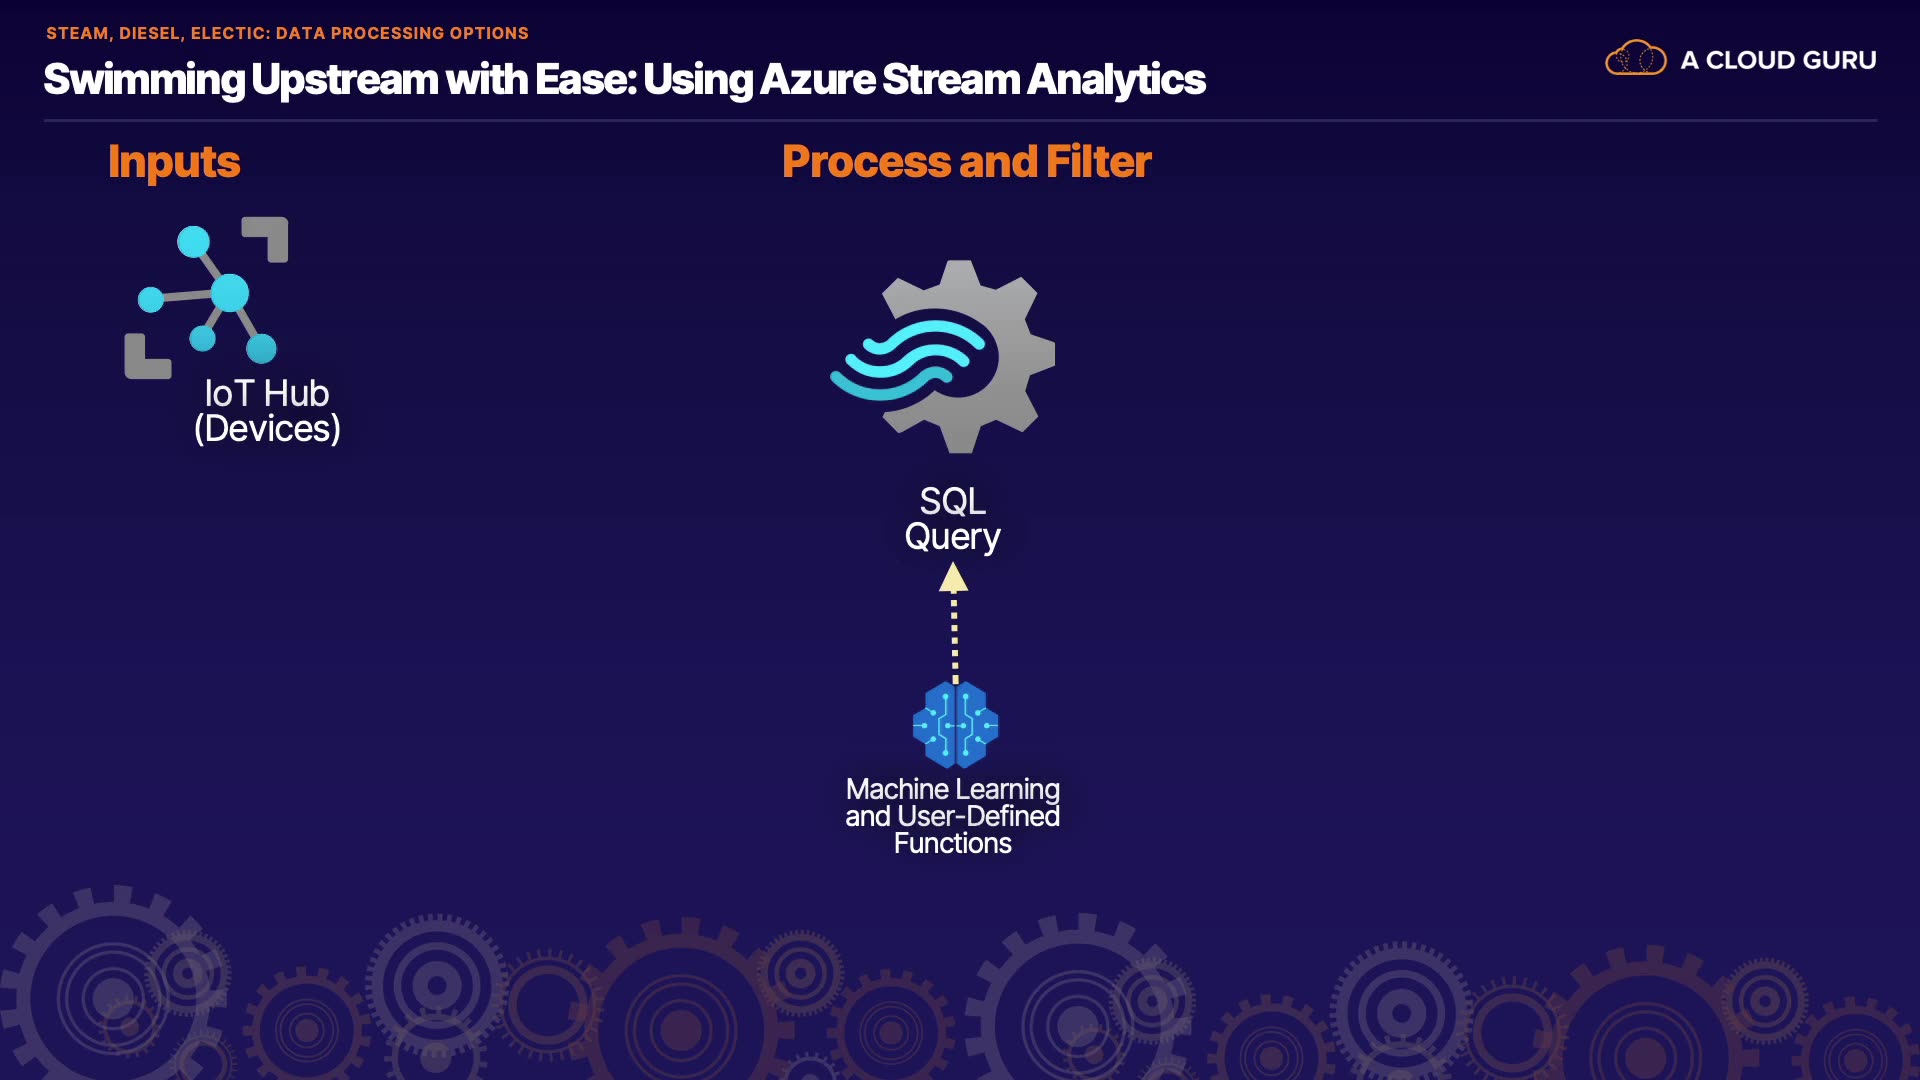 STEAM, DIESEL, ELECTIC: DATA PROCESSING OPTIONS
Swimming Upstream with Ease: Using Azure Stream Analytics
A CLOUD GURU
Inputs
Process and Filter
IoT Hub
(Devices)
SQL
Query
Machine Learning
and User-Defined
Functions